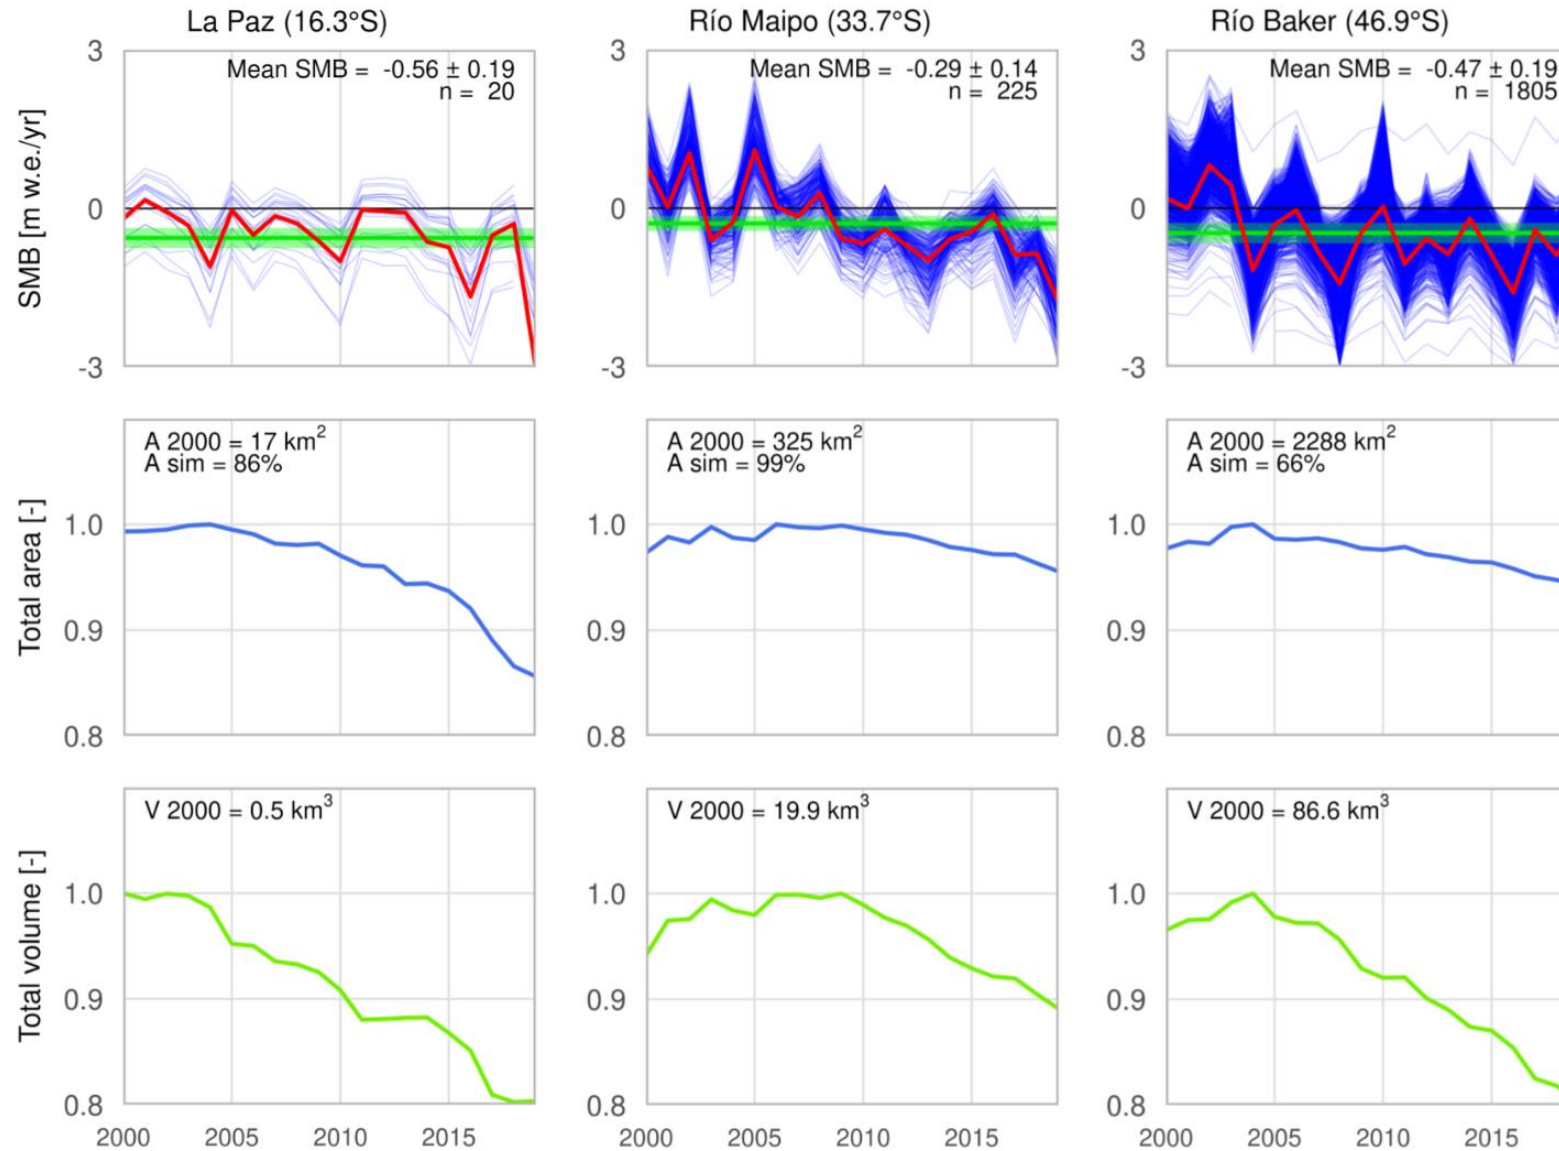 La Paz (16.3°S)
Río Maipo (33.7°S)
Río Baker (46.9°S)
SMB [m w.e./yr]
3
0
-3
Mean SMB = -0.56 ± 0.19
n = 20
3
0
-3
Mean SMB = -0.29 ± 0.14
n = 225
3
0
-3
Mean SMB = -0.47 ± 0.19
n = 1805
Total area [-]
1.0
0.9
0.8
A 2000 = 17 km²
A sim = 86%
1.0
0.9
0.8
A 2000 = 325 km²
A sim = 99%
1.0
0.9
0.8
A 2000 = 2288 km²
A sim = 66%
Total volume [-]
1.0
0.9
0.8
V 2000 = 0.5 km³
1.0
0.9
0.8
V 2000 = 19.9 km³
1.0
0.9
0.8
V 2000 = 86.6 km³
2000 2005 2010 2015
2000 2005 2010 2015
2000 2005 2010 2015